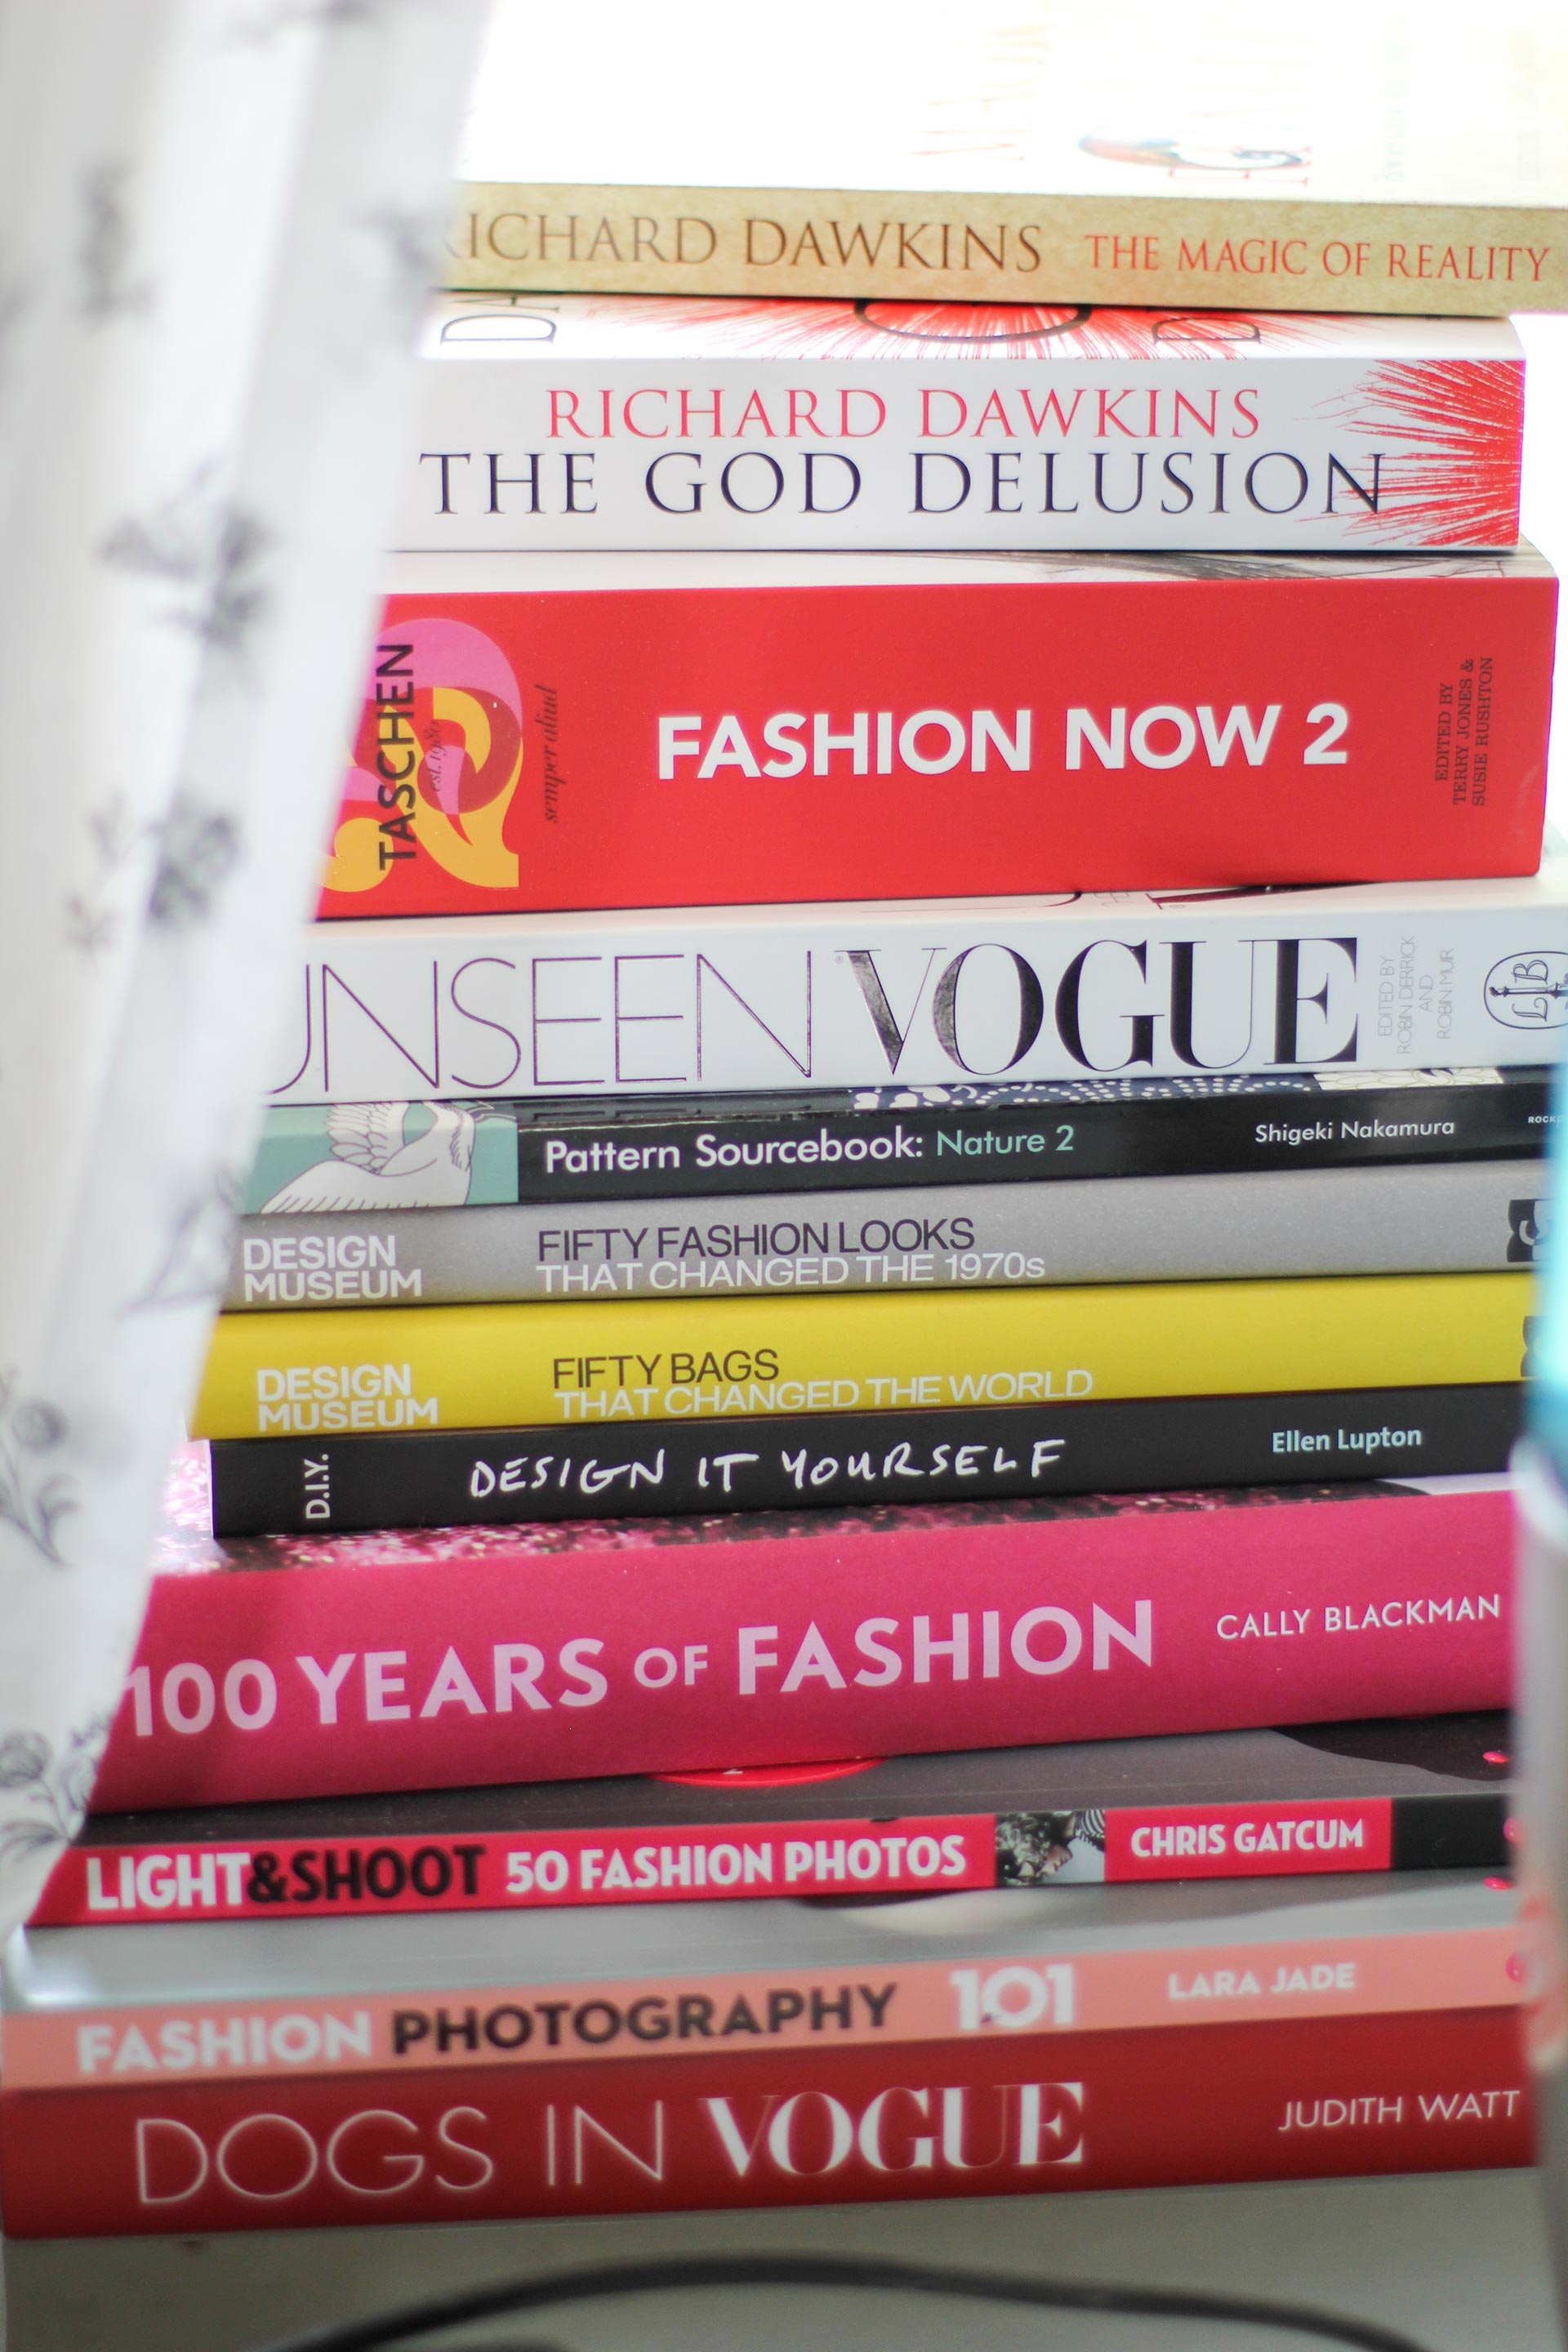 RICHARD DAWKINS THE MAGIC OF REALITY
RICHARD DAWKINS
THE GOD DELUSION
TASCHEN
est. 1980
semper aliud
FASHION NOW 2
EDITED BY
TERRY JONES &
SUSIE RUSHTON
UNSEEN VOGUE
EDITED BY
ROBIN DERRICK
AND
ROBIN MUIR
L B
Pattern Sourcebook: Nature 2 Shigeki Nakamura
DESIGN
MUSEUM
FIFTY FASHION LOOKS
THAT CHANGED THE 1970s
DESIGN
MUSEUM
FIFTY BAGS
THAT CHANGED THE WORLD
D.I.Y. DESIGN IT YOURSELF Ellen Lupton
100 YEARS OF FASHION CALLY BLACKMAN
LIGHT&SHOOT 50 FASHION PHOTOS CHRIS GATCUM
FASHION PHOTOGRAPHY 101 LARA JADE
DOGS IN VOGUE JUDITH WATT